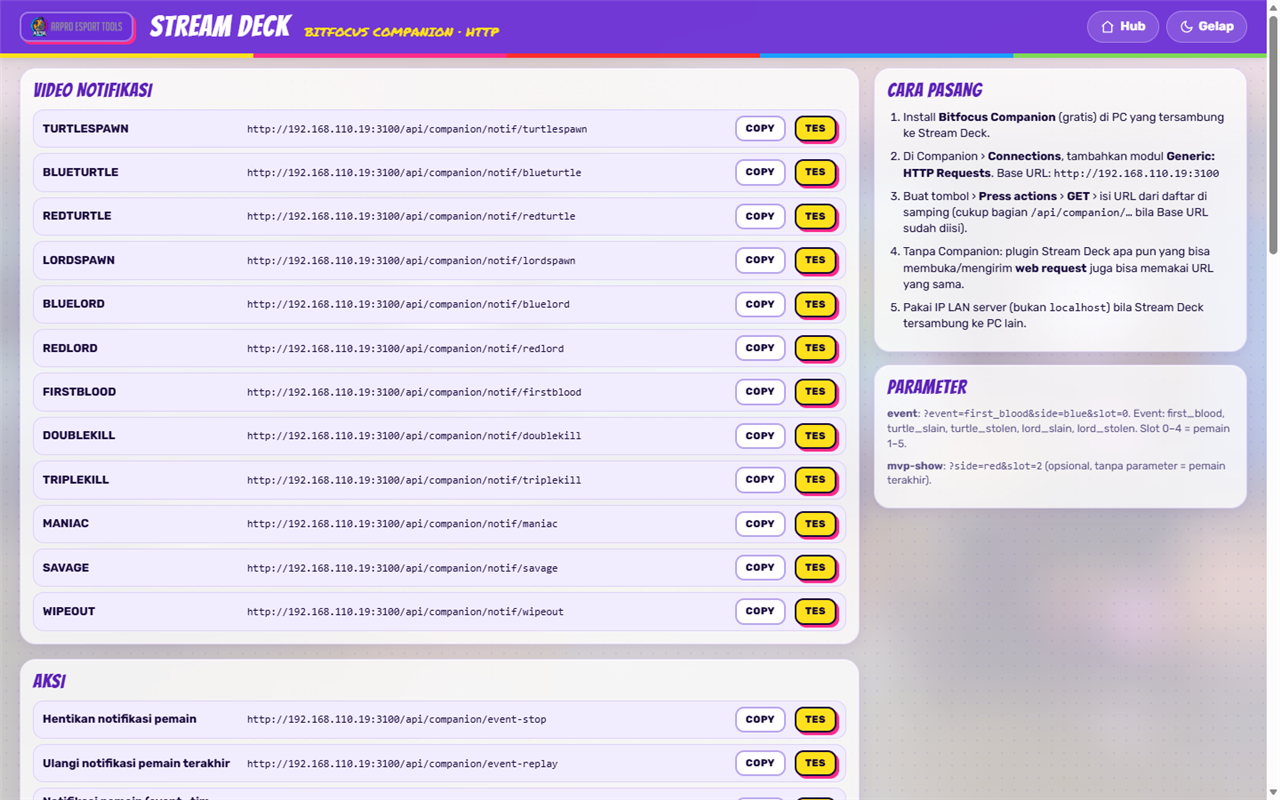 AAPRO ESPORT TOOLS
STREAM DECK
BITFOCUS COMPANION · HTTP
Hub
Gelap
VIDEO NOTIFIKASI
TURTLESPAWN http://192.168.110.19:3100/api/companion/notif/turtlespawn COPY TES
BLUETURTLE http://192.168.110.19:3100/api/companion/notif/blueturtle COPY TES
REDTURTLE http://192.168.110.19:3100/api/companion/notif/redturtle COPY TES
LORDSPAWN http://192.168.110.19:3100/api/companion/notif/lordspawn COPY TES
BLUELORD http://192.168.110.19:3100/api/companion/notif/bluelord COPY TES
REDLORD http://192.168.110.19:3100/api/companion/notif/redlord COPY TES
FIRSTBLOOD http://192.168.110.19:3100/api/companion/notif/firstblood COPY TES
DOUBLEKILL http://192.168.110.19:3100/api/companion/notif/doublekill COPY TES
TRIPLEKILL http://192.168.110.19:3100/api/companion/notif/triplekill COPY TES
MANIAC http://192.168.110.19:3100/api/companion/notif/maniac COPY TES
SAVAGE http://192.168.110.19:3100/api/companion/notif/savage COPY TES
WIPEOUT http://192.168.110.19:3100/api/companion/notif/wipeout COPY TES
AKSI
Hentikan notifikasi pemain http://192.168.110.19:3100/api/companion/event-stop COPY TES
Ulangi notifikasi pemain terakhir http://192.168.110.19:3100/api/companion/event-replay COPY TES
CARA PASANG
1. Install Bitfocus Companion (gratis) di PC yang tersambung
ke Stream Deck.
2. Di Companion › Connections, tambahkan modul Generic:
HTTP Requests. Base URL: http://192.168.110.19:3100
3. Buat tombol › Press actions › GET › isi URL dari daftar di
samping (cukup bagian /api/companion/… bila Base URL
sudah diisi).
4. Tanpa Companion: plugin Stream Deck apa pun yang bisa
membuka/mengirim web request juga bisa memakai URL
yang sama.
5. Pakai IP LAN server (bukan localhost) bila Stream Deck
tersambung ke PC lain.
PARAMETER
event: ?event=first_blood&side=blue&slot=0. Event: first_blood,
turtle_slain, turtle_stolen, lord_slain, lord_stolen. Slot 0–4 = pemain
1–5.
mvp-show: ?side=red&slot=2 (opsional, tanpa parameter = pemain
terakhir).